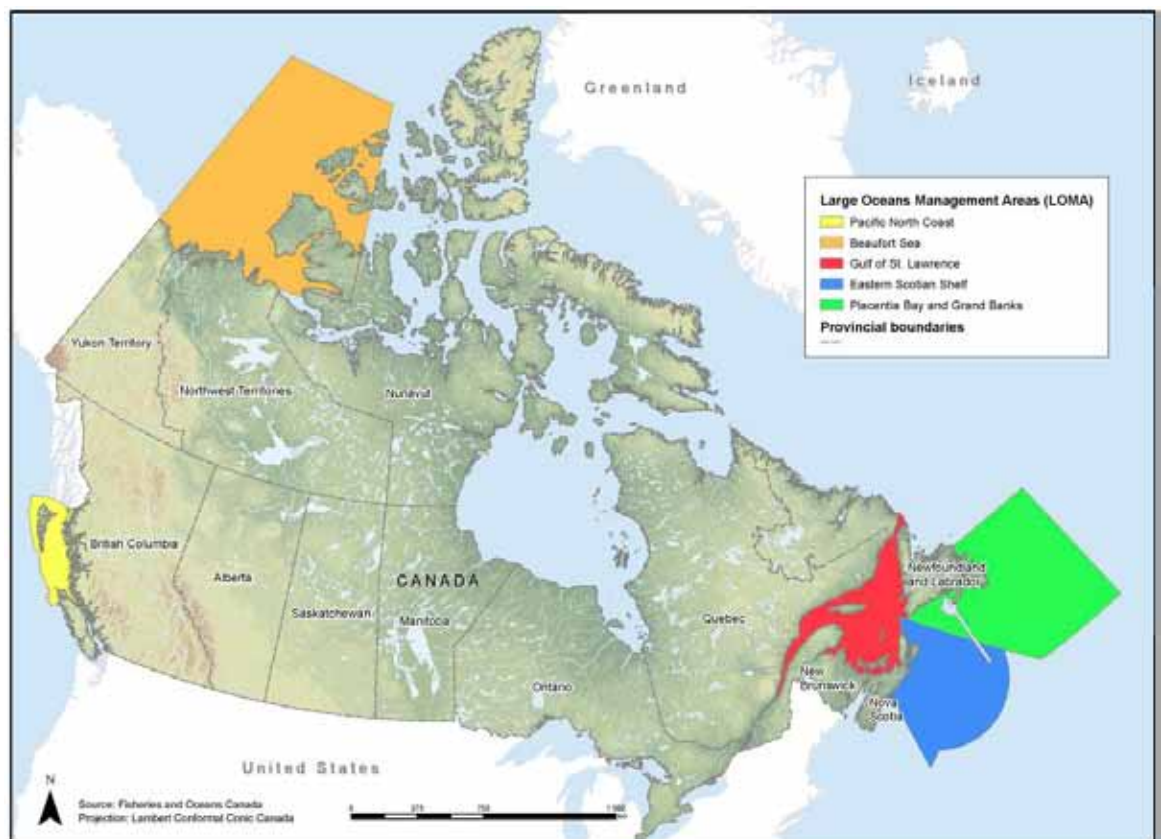 Greenland
Iceland
Large Oceans Management Areas (LOMA)
Pacific North Coast
Beaufort Sea
Gulf of St. Lawrence
Eastern Scotian Shelf
Placentia Bay and Grand Banks
Provincial boundaries
Yukon Territory
Northwest Territories
Nunavut
British Columbia
Alberta
Saskatchewan
CANADA
Manitoba
Ontario
Quebec
Newfoundland
and Labrador
New
Brunswick
Nova
Scotia
United States
N
Source: Fisheries and Oceans Canada
Projection: Lambert Conformal Conic Canada
0